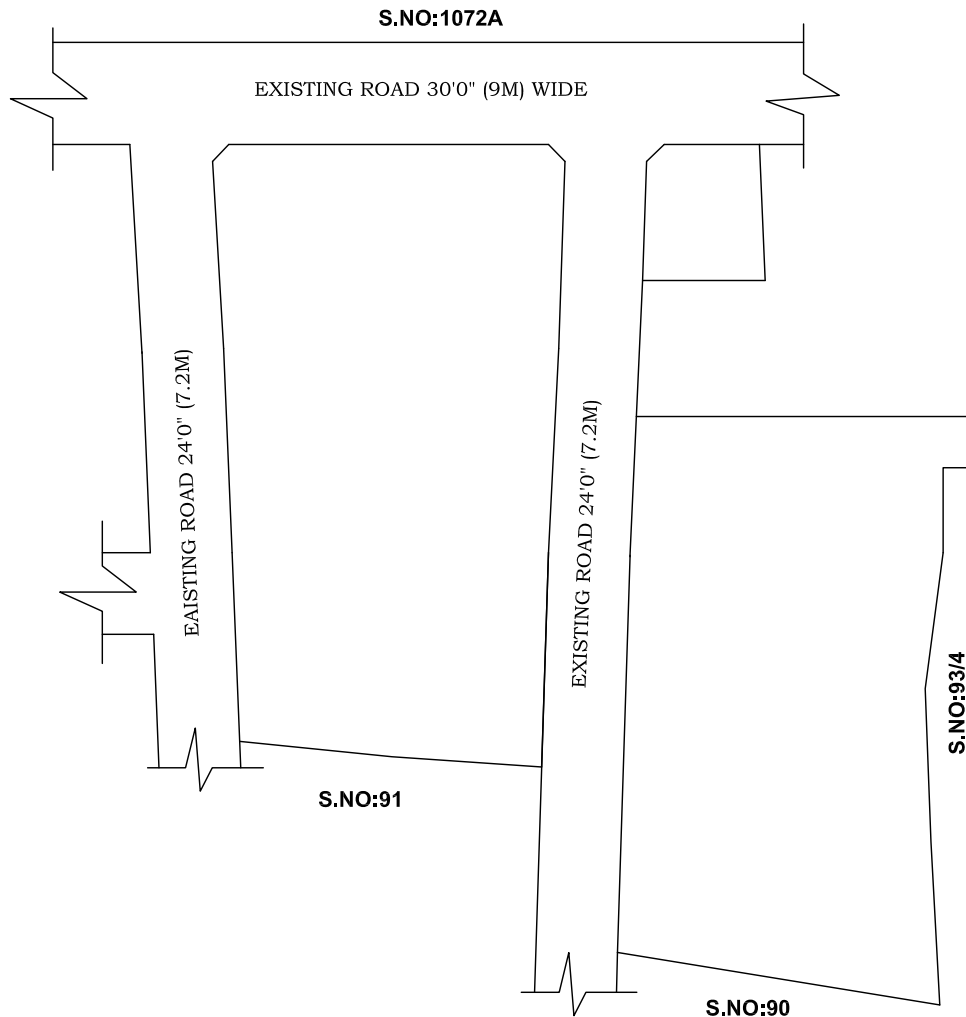 S.NO:1072A
EXISTING ROAD 30'0" (9M) WIDE
EAISTING ROAD 24'0" (7.2M)
EXISTING ROAD 24'0" (7.2M)
S.NO:93/4
S.NO:91
S.NO:90